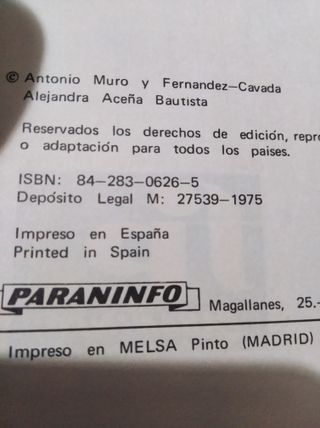 © Antonio Muro y Fernandez—Cavada
Alejandra Aceña Bautista
Reservados los derechos de edición, repro
o adaptación para todos los paises.
ISBN: 84—283—0626—5
Depósito Legal M: 27539—1975
Impreso en España
Printed in Spain
PARANINFO Magallanes, 25.-
Impreso en MELSA Pinto (MADRID)